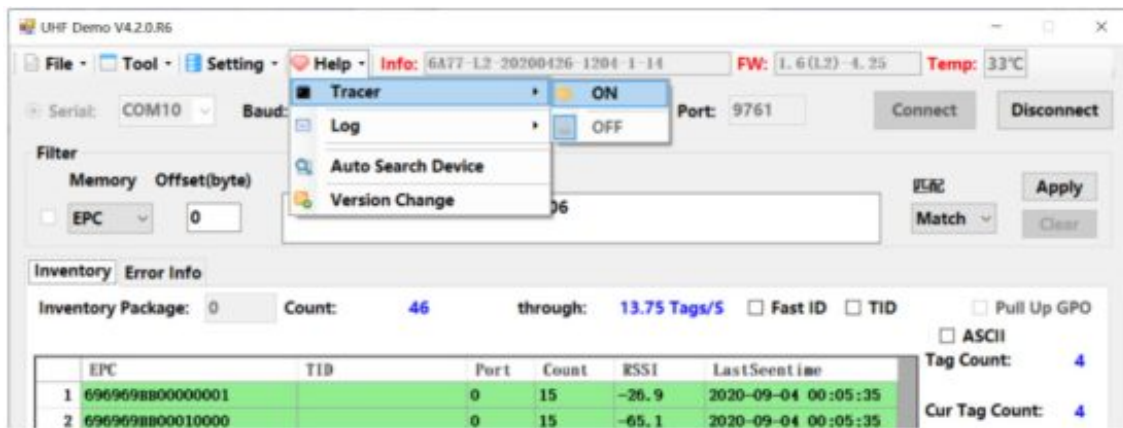 UHF Demo V4.2.0.R6
File Tool Setting Help Info: 6A77-L2-20200426-1204-1-14 FW: 1.6(L2)-4.25 Temp: 33℃
Tracer ON
Serial: COM10 Baud: Port: 9761 Connect Disconnect
Log OFF
Filter
Auto Search Device
Memory Offset(byte) 匹配 Apply
Version Change
EPC 0 06 Match Clear
Inventory Error Info
Inventory Package: 0 Count: 46 through: 13.75 Tags/S Fast ID TID Pull Up GPO
ASCII
Tag Count: 4
EPC TID Port Count RSSI LastSeentime
1 696969BB00000001 0 15 -26.9 2020-09-04 00:05:35
Cur Tag Count: 4
2 696969BB00010000 0 15 -65.1 2020-09-04 00:05:35